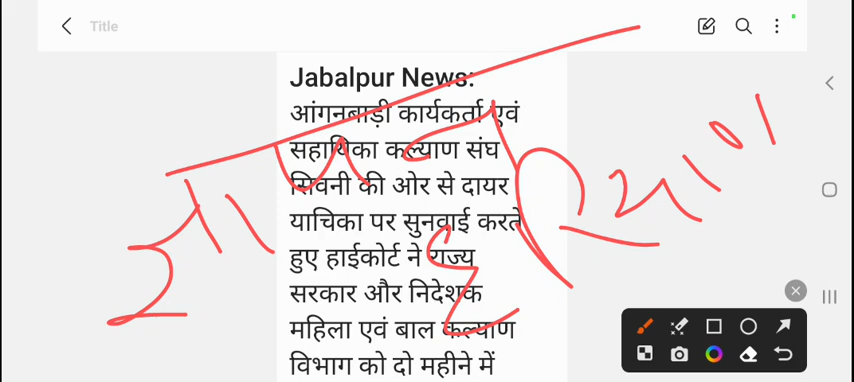 Title
Jabalpur News:
आंगनबाड़ी कार्यकर्ता एवं
सहायिका कल्याण संघ
सिवनी की ओर से दायर
याचिका पर सुनवाई करते
हुए हाईकोर्ट ने राज्य
सरकार और निदेशक
महिला एवं बाल कल्याण
विभाग को दो महीने में